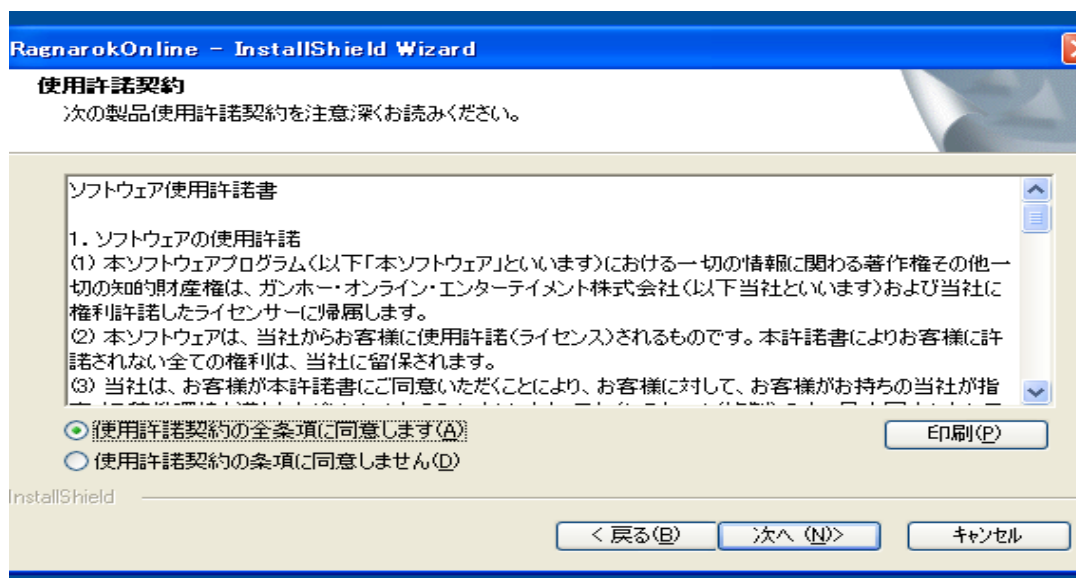 RagnarokOnline - InstallShield Wizard
使用許諾契約
次の製品使用許諾契約を注意深くお読みください。
ソフトウェア使用許諾書
1. ソフトウェアの使用許諾
(1) 本ソフトウェアプログラム(以下「本ソフトウェア」といいます)における一切の情報に関わる著作権その他一
切の知的財産権は、ガンホー・オンライン・エンターテイメント株式会社(以下当社といいます)および当社に
権利許諾したライセンサーに帰属します。
(2) 本ソフトウェアは、当社からお客様に使用許諾(ライセンス)されるものです。本許諾書によりお客様に許
諾されない全ての権利は、当社に留保されます。
(3) 当社は、お客様が本許諾書にご同意いただくことにより、お客様に対して、お客様がお持ちの当社が指
使用許諾契約の全条項に同意します(A)
印刷(P)
使用許諾契約の条項に同意しません(D)
InstallShield
< 戻る(B)
次へ (N)>
キャンセル